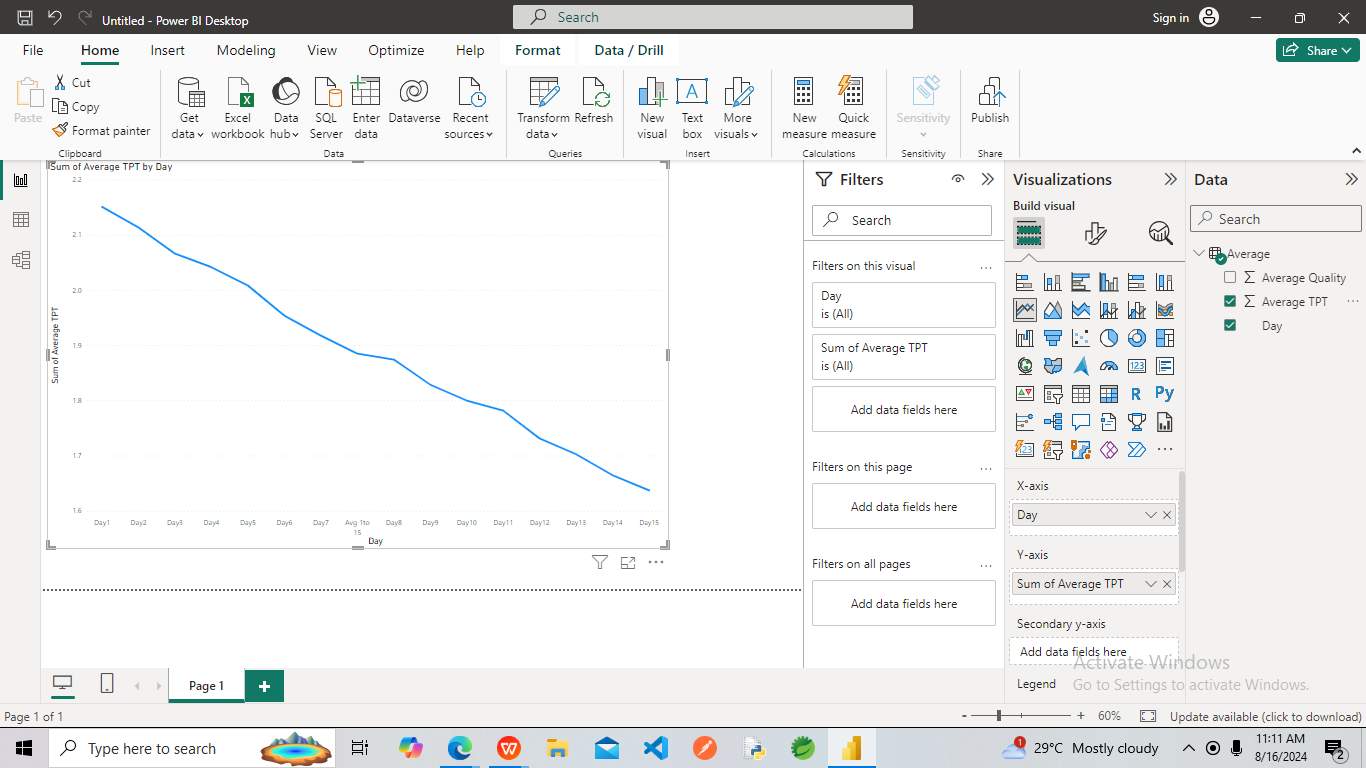 Untitled - Power BI Desktop
Search
Sign in
File
Home
Insert
Modeling
View
Optimize
Help
Format
Data / Drill
Share
Paste
Cut
Copy
Format painter
Clipboard
Get data
Excel workbook
Data hub
SQL Server
Enter data
Dataverse
Recent sources
Data
Transform data
Refresh
Queries
New visual
Text box
More visuals
Insert
New measure
Quick measure
Calculations
Sensitivity
Sensitivity
Publish
Share
Sum of Average TPT by Day
2.2
2.1
2.0
1.9
1.8
1.7
1.6
Sum of Average TPT
Day1 Day2 Day3 Day4 Day5 Day6 Day7 Avg 1to 15 Day8 Day9 Day10 Day11 Day12 Day13 Day14 Day15
Day
Filters
Search
Filters on this visual
Day
is (All)
Sum of Average TPT
is (All)
Add data fields here
Filters on this page
Add data fields here
Filters on all pages
Add data fields here
Visualizations
Build visual
123
R
Py
123
X-axis
Day
Y-axis
Sum of Average TPT
Secondary y-axis
Add data fields here
Legend
Data
Search
Average
Average Quality
Average TPT
Day
Activate Windows
Go to Settings to activate Windows.
Page 1
Page 1 of 1
60%
Update available (click to download)
Type here to search
29°C Mostly cloudy
11:11 AM
8/16/2024
2